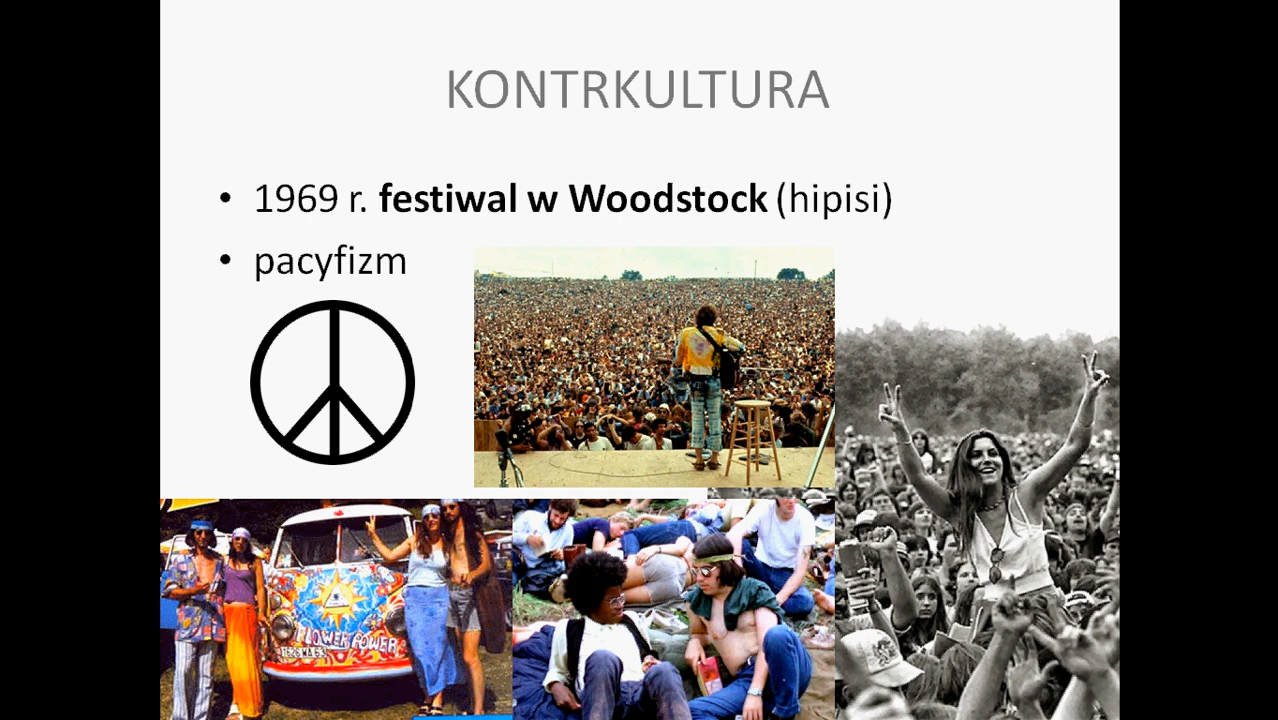 KONTRKULTURA
• 1969 r. festiwal w Woodstock (hipisi)
• pacyfizm
FLOWER POWER